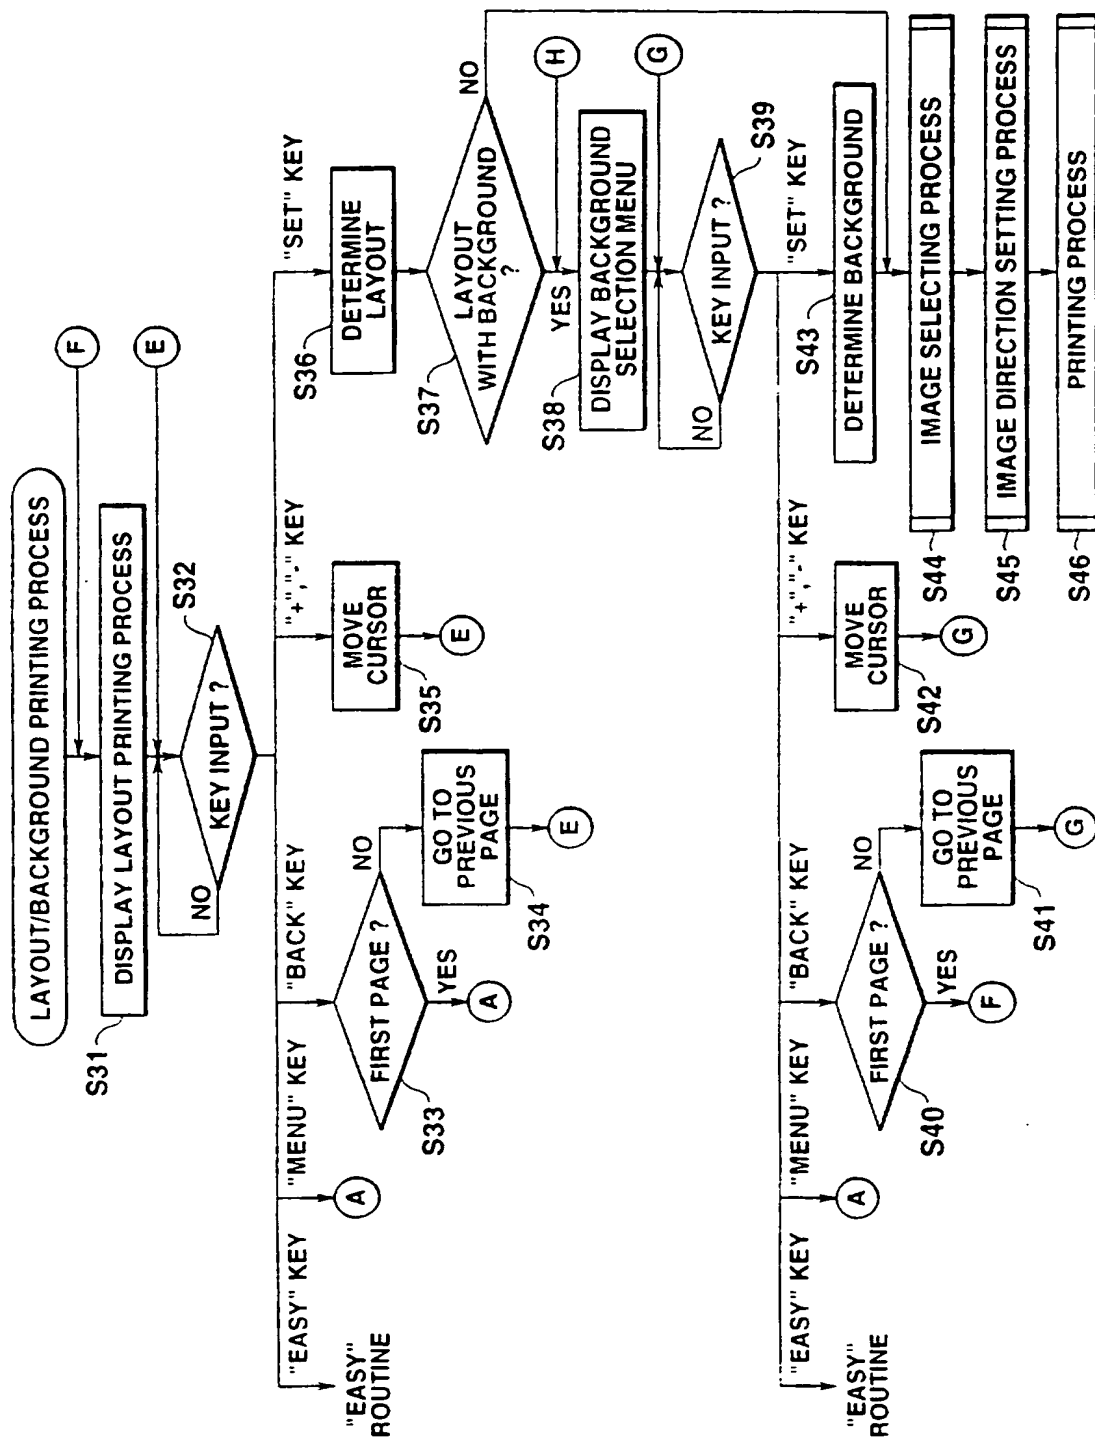 LAYOUT/BACKGROUND PRINTING PROCESS
F
S31
DISPLAY LAYOUT PRINTING PROCESS
E
S32
KEY INPUT ?
NO
"EASY" KEY
"MENU" KEY
"BACK" KEY
"+","-" KEY
"SET" KEY
"EASY"
ROUTINE
A
S33
FIRST PAGE ?
NO
YES
A
S34
GO TO
PREVIOUS
PAGE
E
S35
MOVE
CURSOR
E
S36
DETERMINE
LAYOUT
S37
LAYOUT
WITH BACKGROUND
?
NO
YES
H
S38
DISPLAY BACKGROUND
SELECTION MENU
G
S39
KEY INPUT ?
NO
"EASY" KEY
"MENU" KEY
"BACK" KEY
"+","-" KEY
"SET" KEY
"EASY"
ROUTINE
A
S40
FIRST PAGE ?
NO
YES
F
S41
GO TO
PREVIOUS
PAGE
G
S42
MOVE
CURSOR
G
S43
DETERMINE BACKGROUND
S44
IMAGE SELECTING PROCESS
S45
IMAGE DIRECTION SETTING PROCESS
S46
PRINTING PROCESS